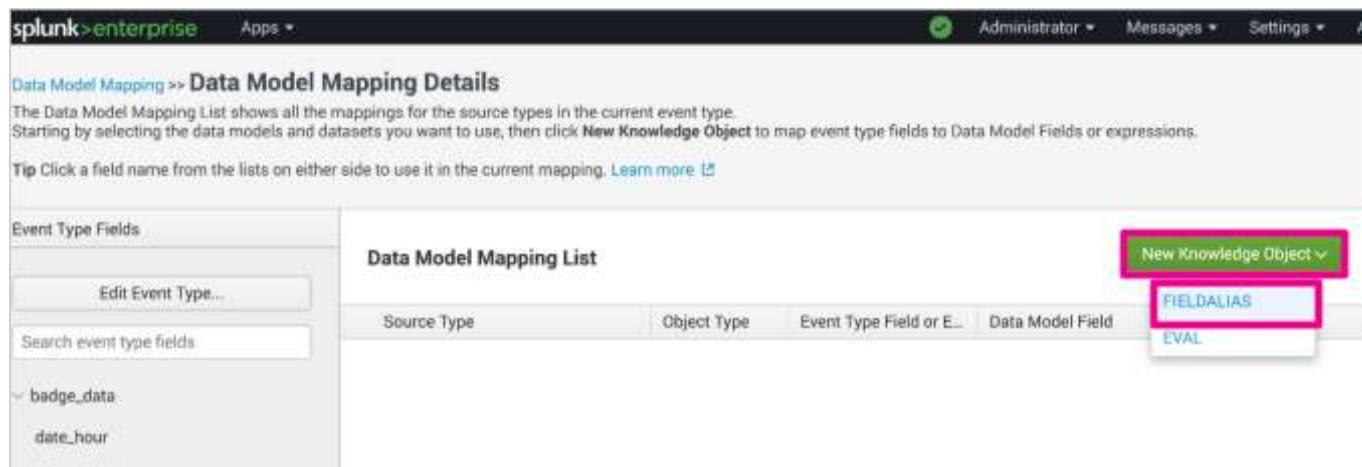 splunk>enterprise Apps Administrator Messages Settings
Data Model Mapping >> Data Model Mapping Details
The Data Model Mapping List shows all the mappings for the source types in the current event type.
Starting by selecting the data models and datasets you want to use, then click New Knowledge Object to map event type fields to Data Model Fields or expressions.
Tip Click a field name from the lists on either side to use it in the current mapping. Learn more
Event Type Fields
Data Model Mapping List
New Knowledge Object
Edit Event Type...
FIELDALIAS
Source Type Object Type Event Type Field or E... Data Model Field
EVAL
Search event type fields
badge_data
date_hour